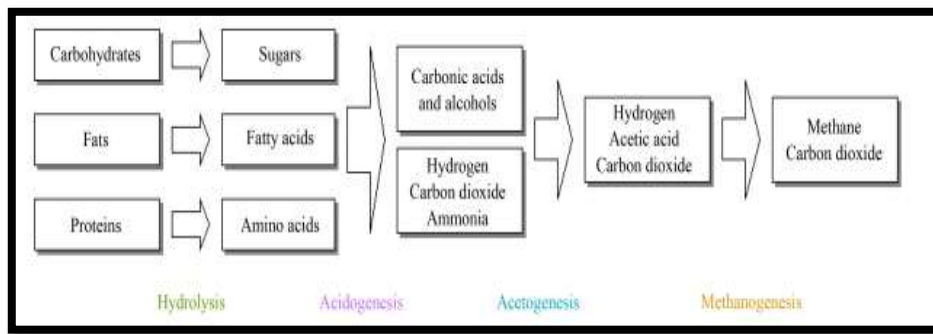 Carbohydrates
Sugars
Fats
Fatty acids
Proteins
Amino acids
Carbonic acids
and alcohols
Hydrogen
Carbon dioxide
Ammonia
Hydrogen
Acetic acid
Carbon dioxide
Methane
Carbon dioxide
Hydrolysis
Acidogenesis
Acetogenesis
Methanogenesis